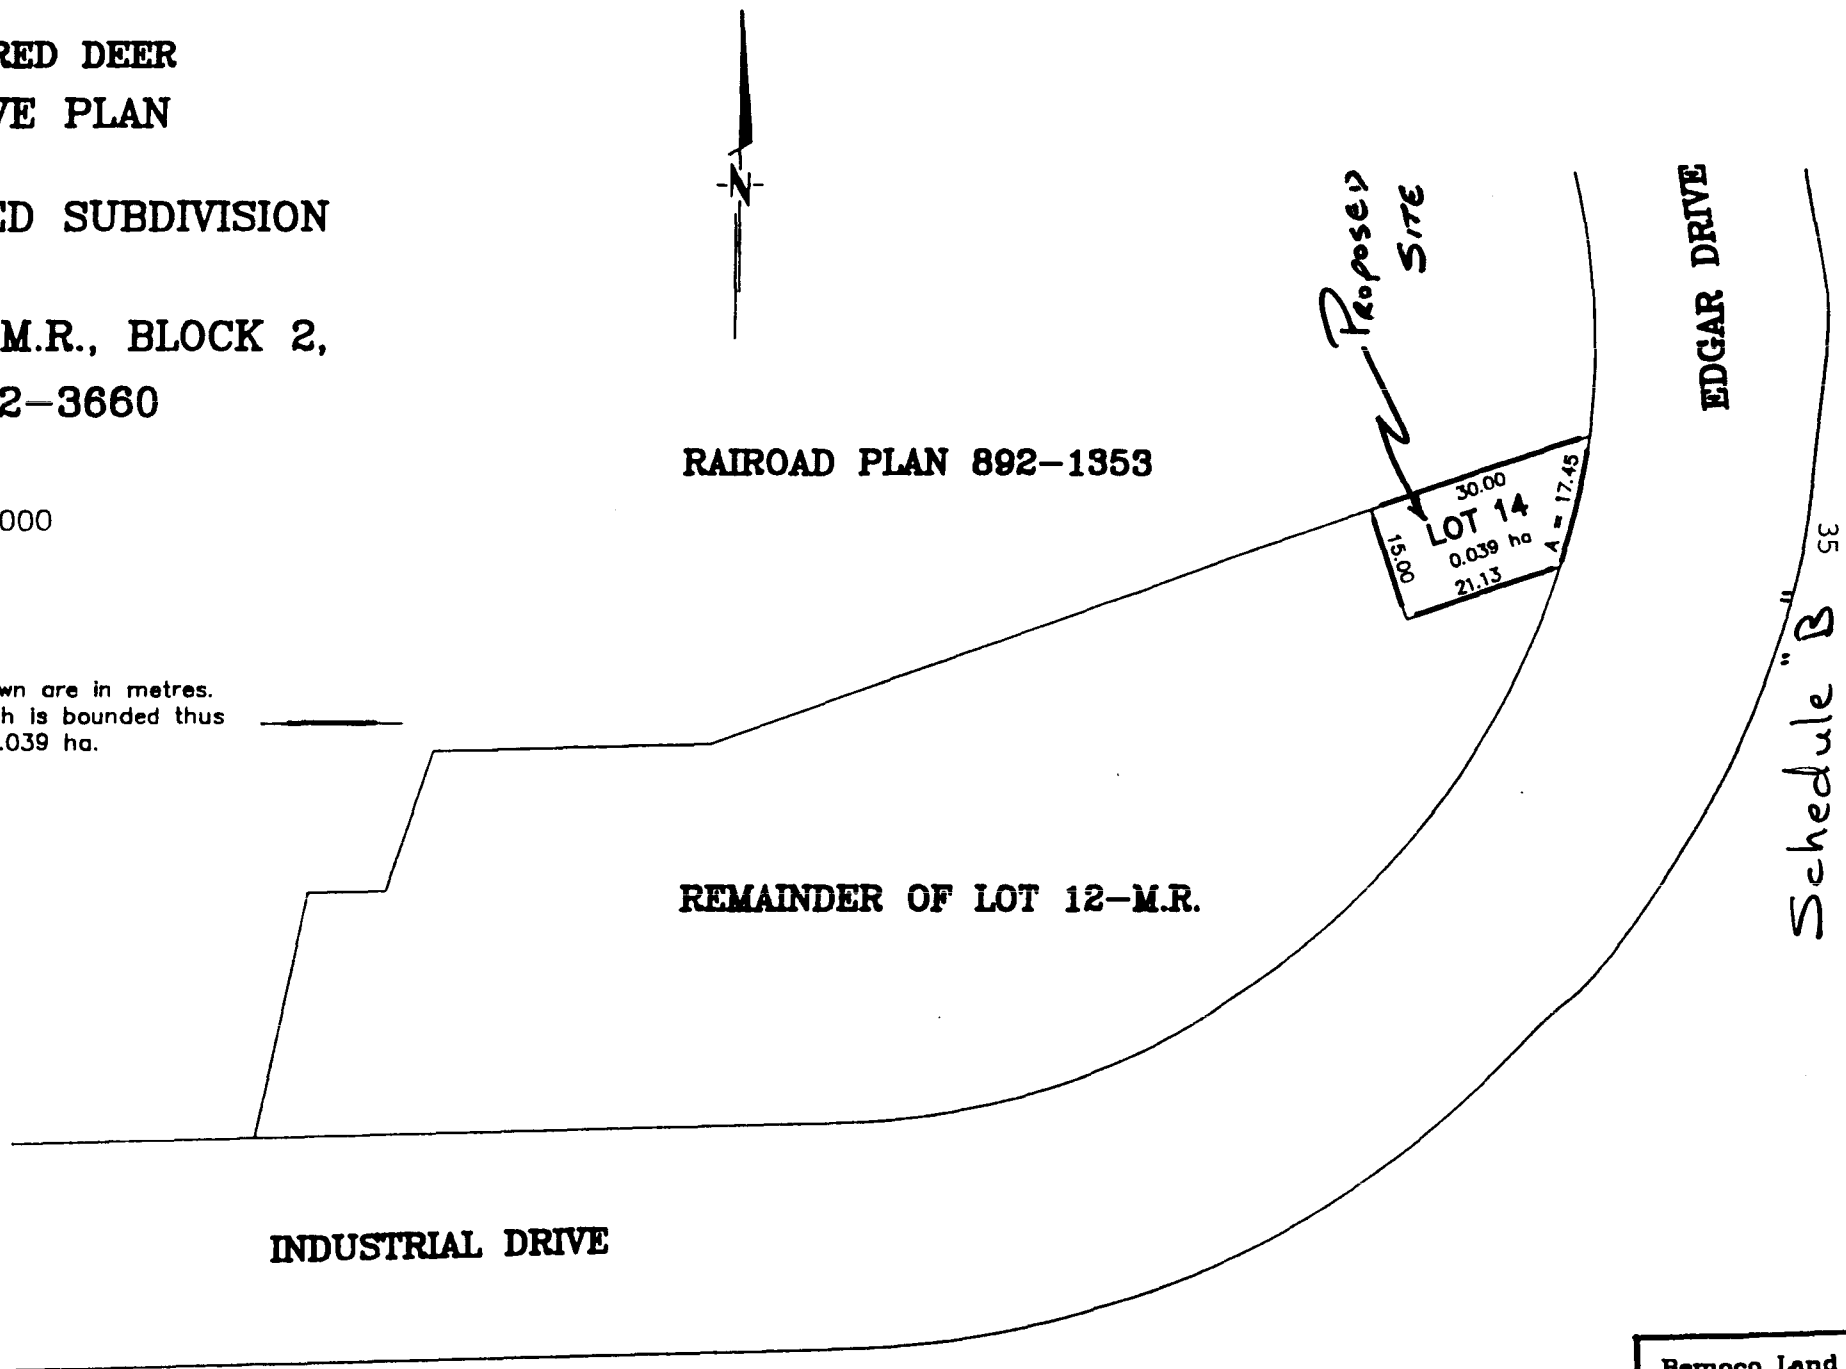 RED DEER
VE PLAN
ED SUBDIVISION
M.R., BLOCK 2,
2-3660
000
wn are in metres.
h is bounded thus
.039 ha.
N
PROPOSED
SITE
EDGAR DRIVE
RAIROAD PLAN 892-1353
30.00
LOT 14
0.039 ha
21.13
15.00
A = 17.45
35
Schedule "B"
REMAINDER OF LOT 12-M.R.
INDUSTRIAL DRIVE
Land